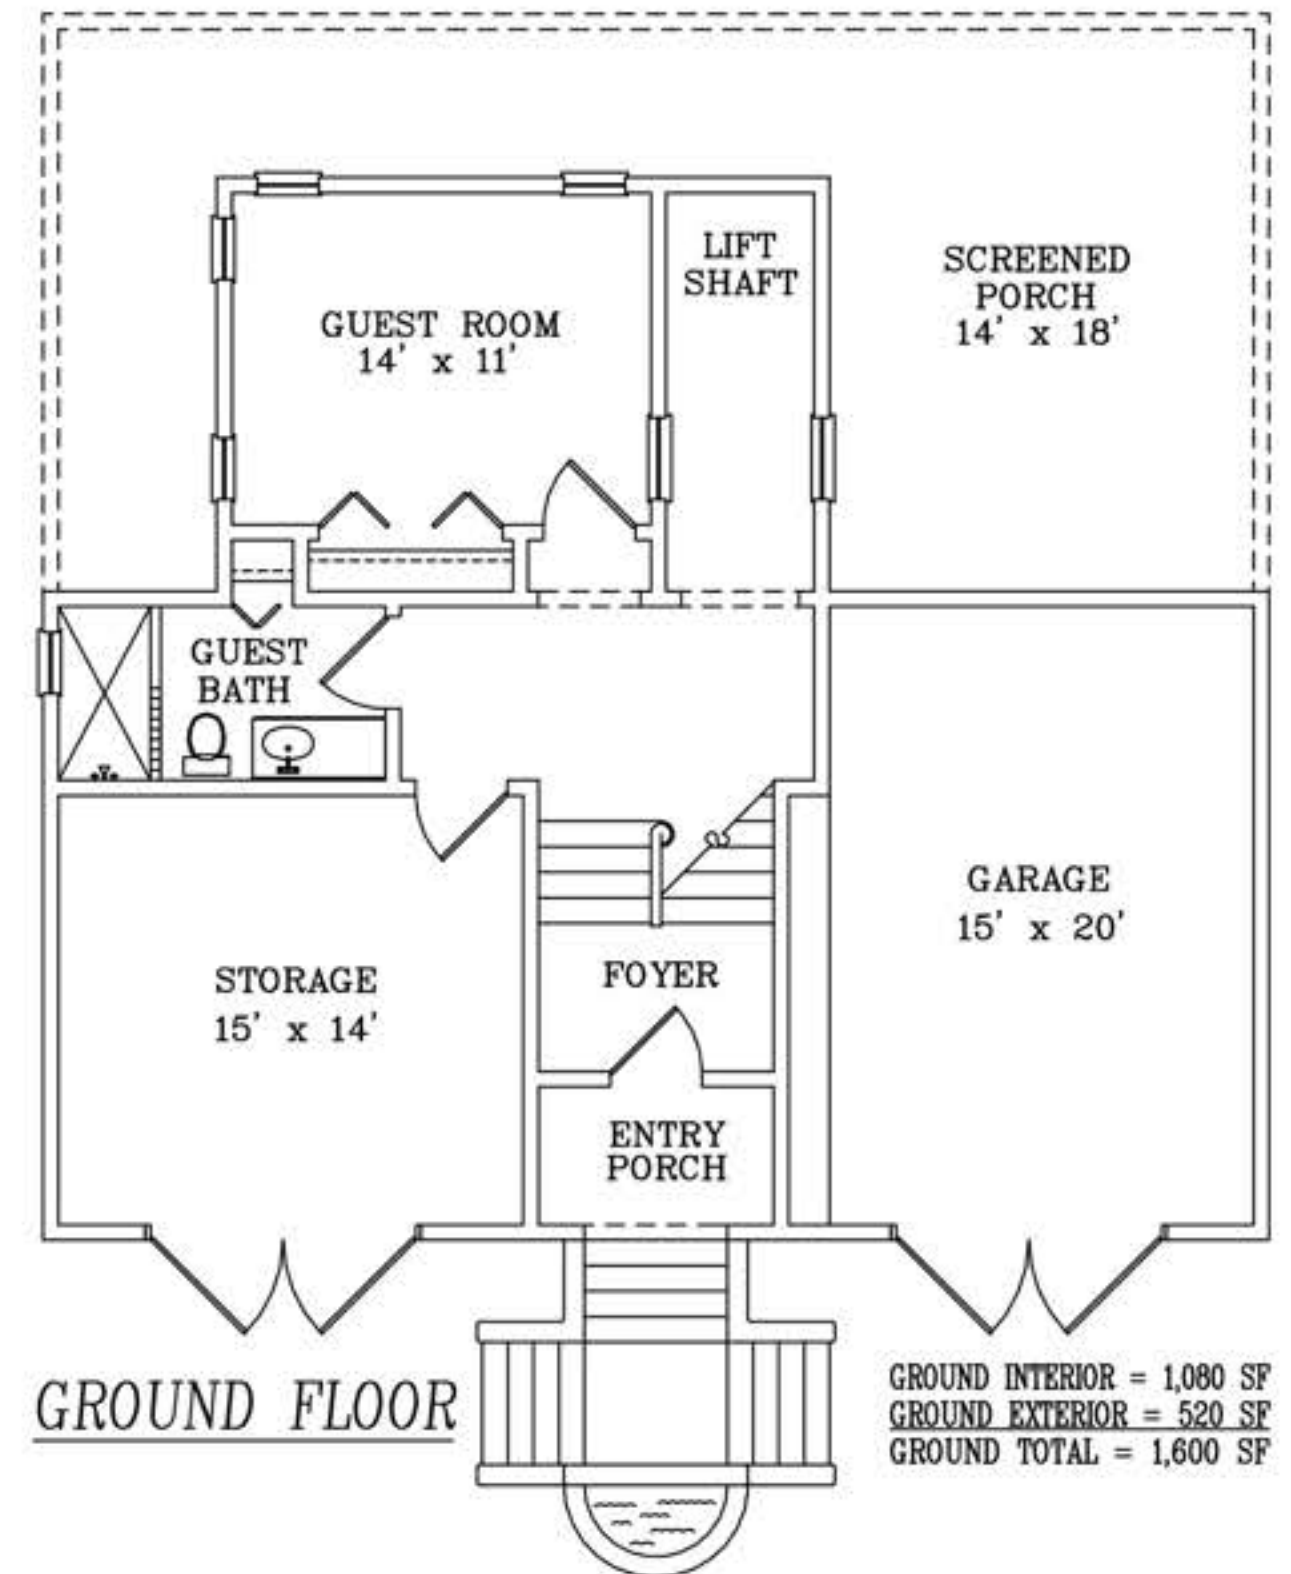 LIFT
SHAFT
SCREENED
PORCH
14' x 18'
GUEST ROOM
14' x 11'
GUEST
BATH
GARAGE
15' x 20'
STORAGE
15' x 14'
FOYER
ENTRY
PORCH
GROUND FLOOR
GROUND INTERIOR = 1,080 SF
GROUND EXTERIOR = 520 SF
GROUND TOTAL = 1,600 SF